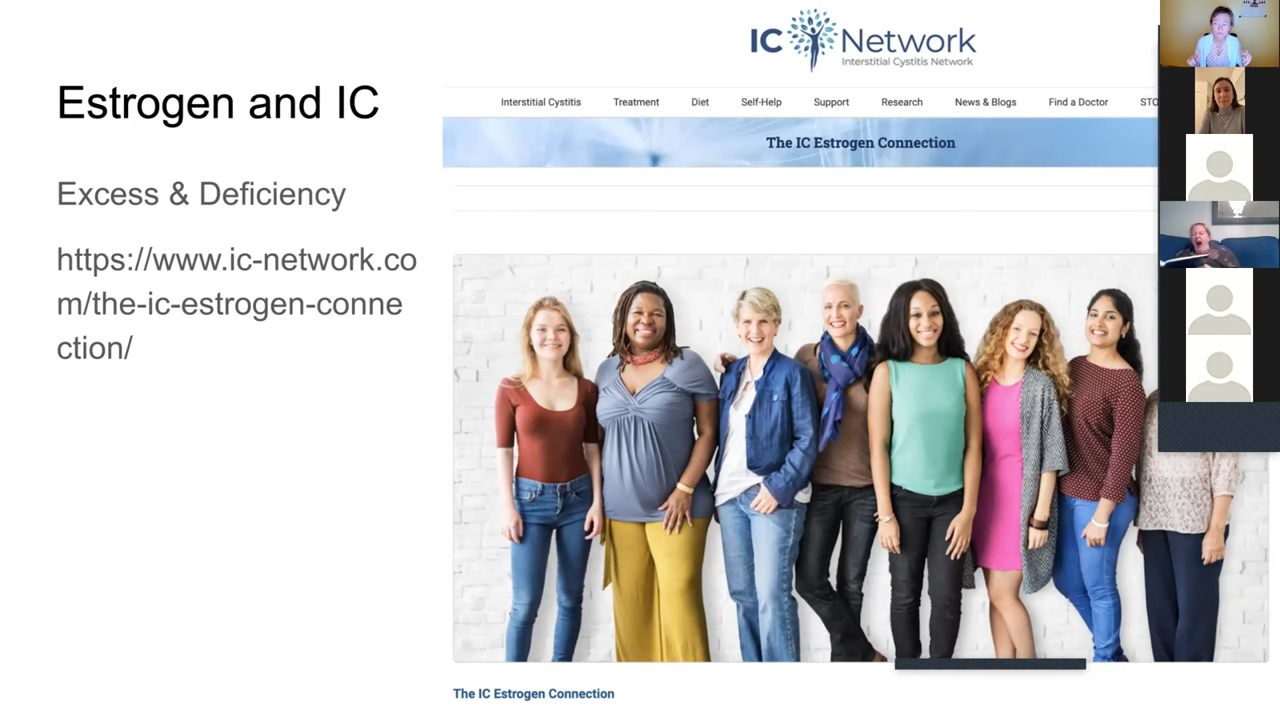 Estrogen and IC
Excess & Deficiency
https://www.ic-network.co
m/the-ic-estrogen-conne
ction/
IC Network
Interstitial Cystitis Network
Interstitial Cystitis Treatment Diet Self-Help Support Research News & Blogs Find a Doctor STO
The IC Estrogen Connection
The IC Estrogen Connection